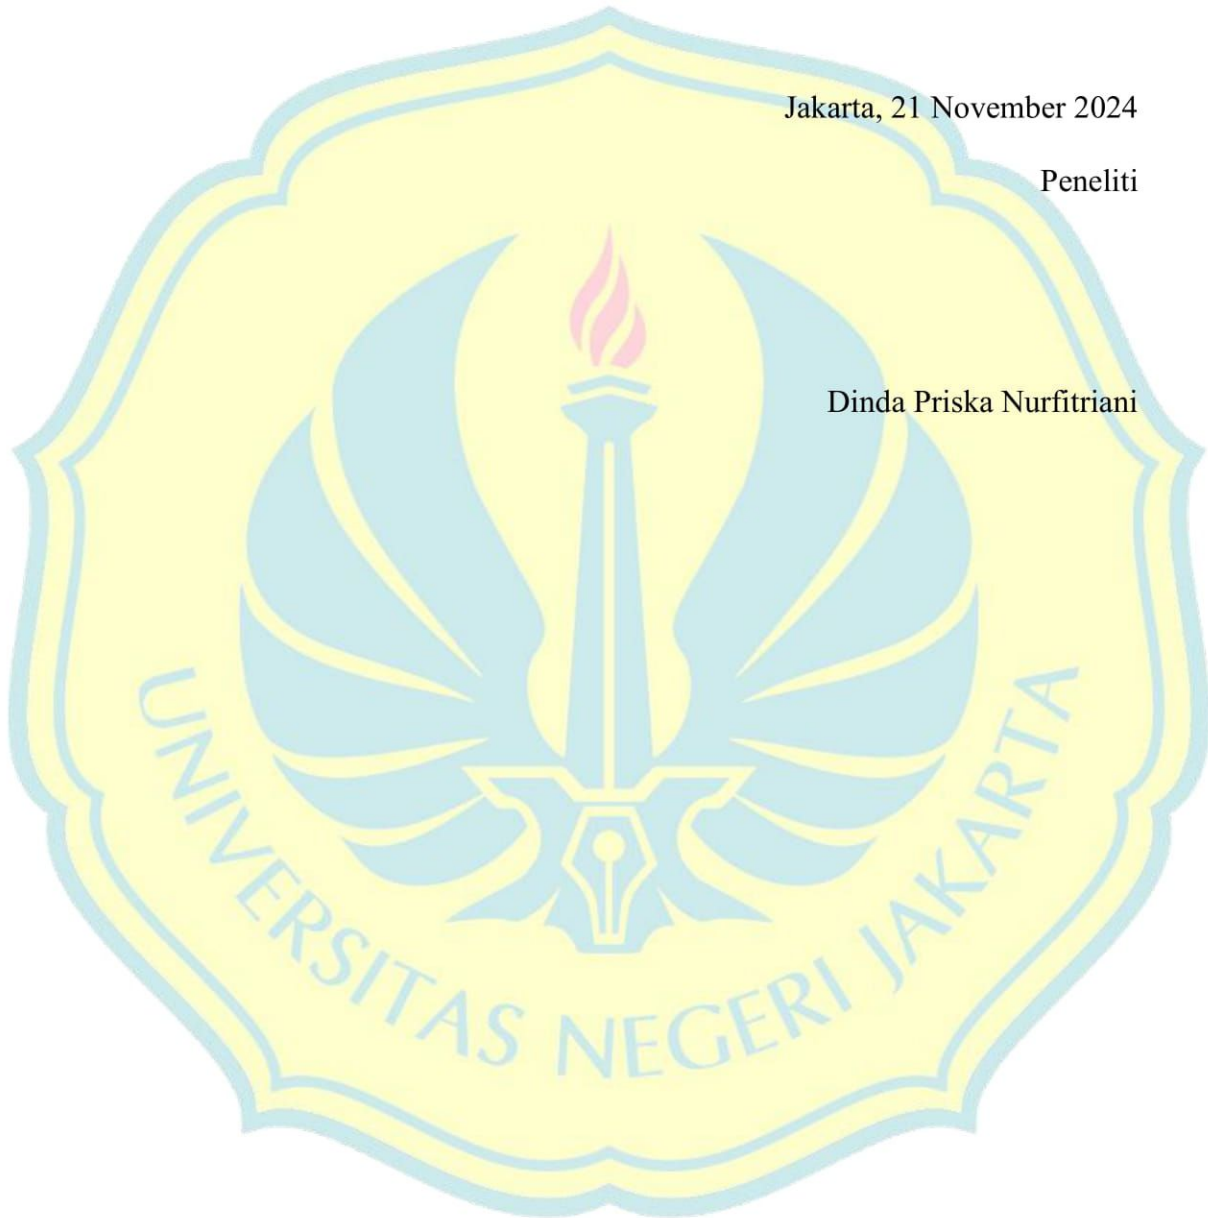 Jakarta, 21 November 2024
Peneliti
Dinda Priska Nurfitriani
UNIVERSITAS NEGERI JAKARTA